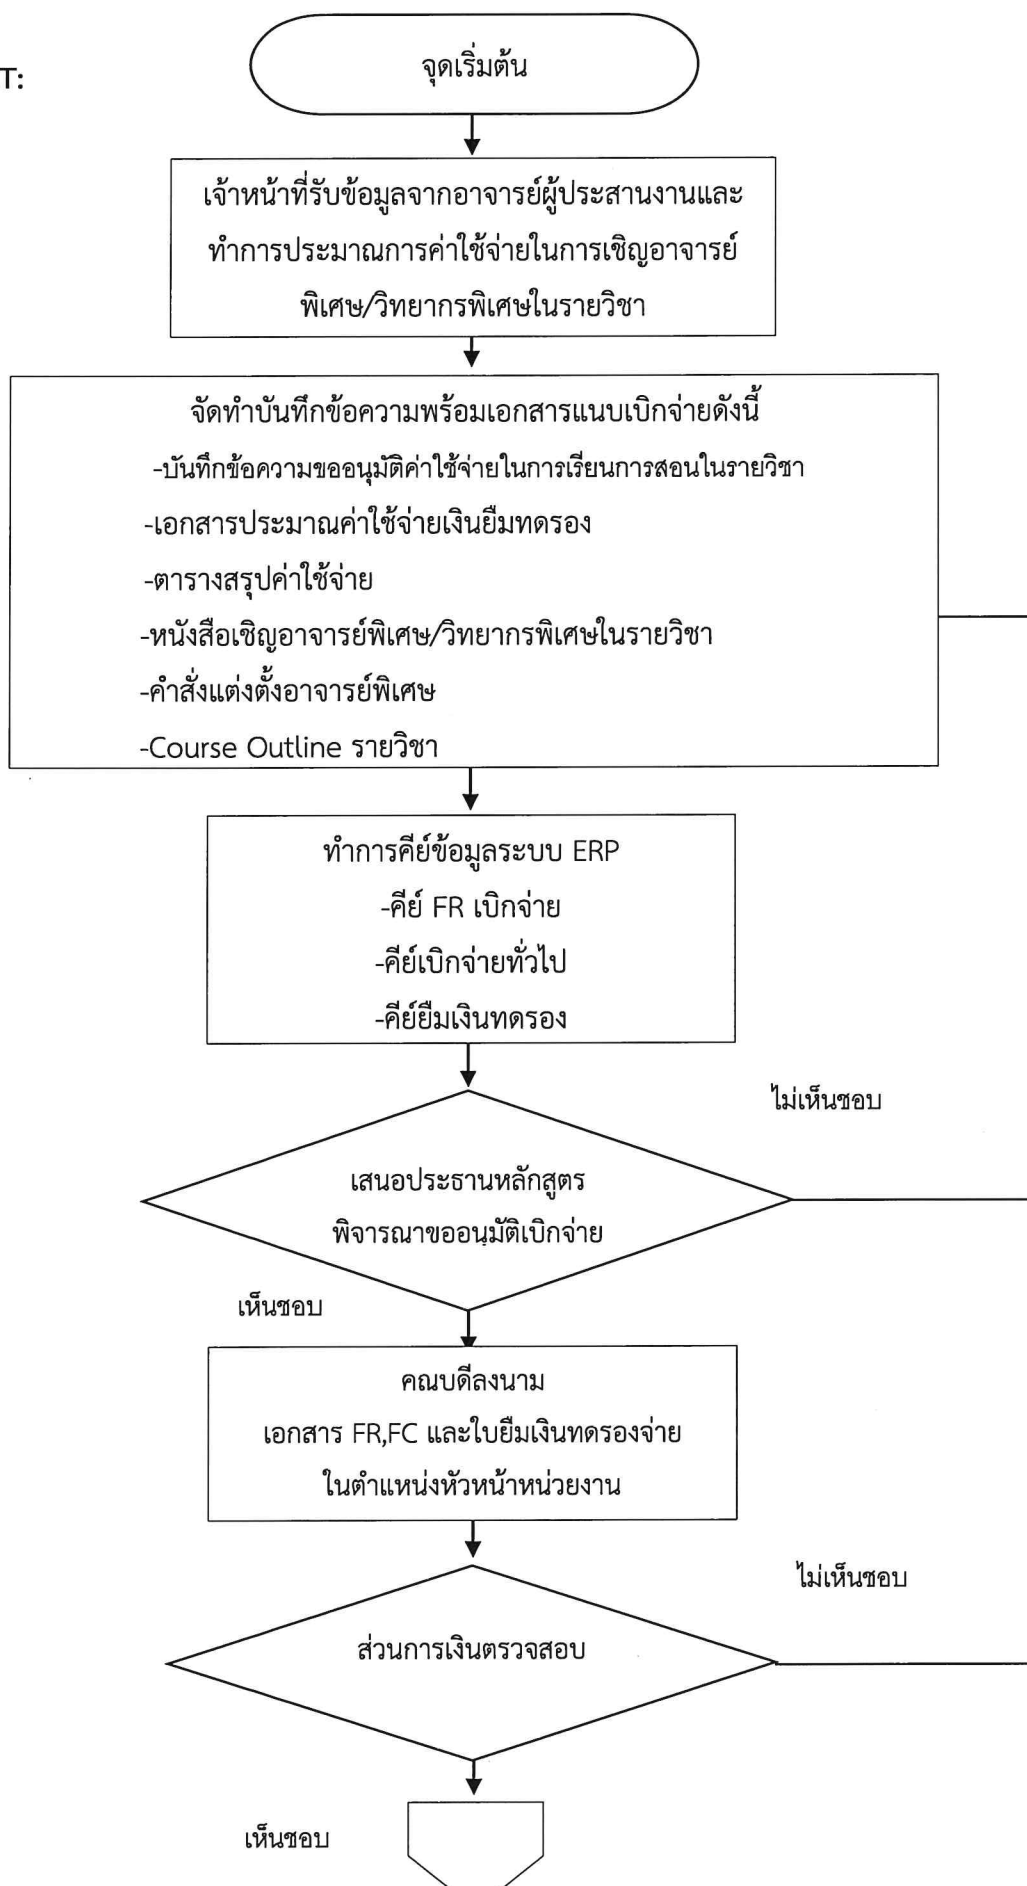 T:
จุดเริ่มต้น
เจ้าหน้าที่รับข้อมูลจากอาจารย์ผู้ประสานงานและ
ทำการประมาณการค่าใช้จ่ายในการเชิญอาจารย์
พิเศษ/วิทยากรพิเศษในรายวิชา
จัดทำบันทึกข้อความพร้อมเอกสารแนบเบิกจ่ายดังนี้
-บันทึกข้อความขออนุมัติค่าใช้จ่ายในการเรียนการสอนในรายวิชา
-เอกสารประมาณค่าใช้จ่ายเงินยืมทดรอง
-ตารางสรุปค่าใช้จ่าย
-หนังสือเชิญอาจารย์พิเศษ/วิทยากรพิเศษในรายวิชา
-คำสั่งแต่งตั้งอาจารย์พิเศษ
-Course Outline รายวิชา
ทำการคีย์ข้อมูลระบบ ERP
-คีย์ FR เบิกจ่าย
-คีย์เบิกจ่ายทั่วไป
-คีย์ยืมเงินทดรอง
ไม่เห็นชอบ
เสนอประธานหลักสูตร
พิจารณาขออนุมัติเบิกจ่าย
เห็นชอบ
คณบดีลงนาม
เอกสาร FR,FC และใบยืมเงินทดรองจ่าย
ในตำแหน่งหัวหน้าหน่วยงาน
ไม่เห็นชอบ
ส่วนการเงินตรวจสอบ
เห็นชอบ